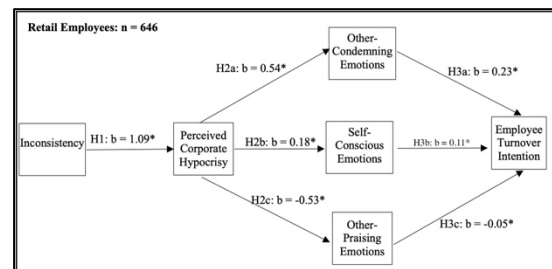 Retail Employees: n = 646
Other-
Condemning
Emotions
H2a: b = 0.54*
H3a: b = 0.23*
Inconsistency
H1: b = 1.09*
Perceived
Corporate
Hypocrisy
H2b: b = 0.18*
Self-
Conscious
Emotions
H3b: b = 0.11*
Employee
Turnover
Intention
H2c: b = -0.53*
H3c: b = -0.05*
Other-
Praising
Emotions